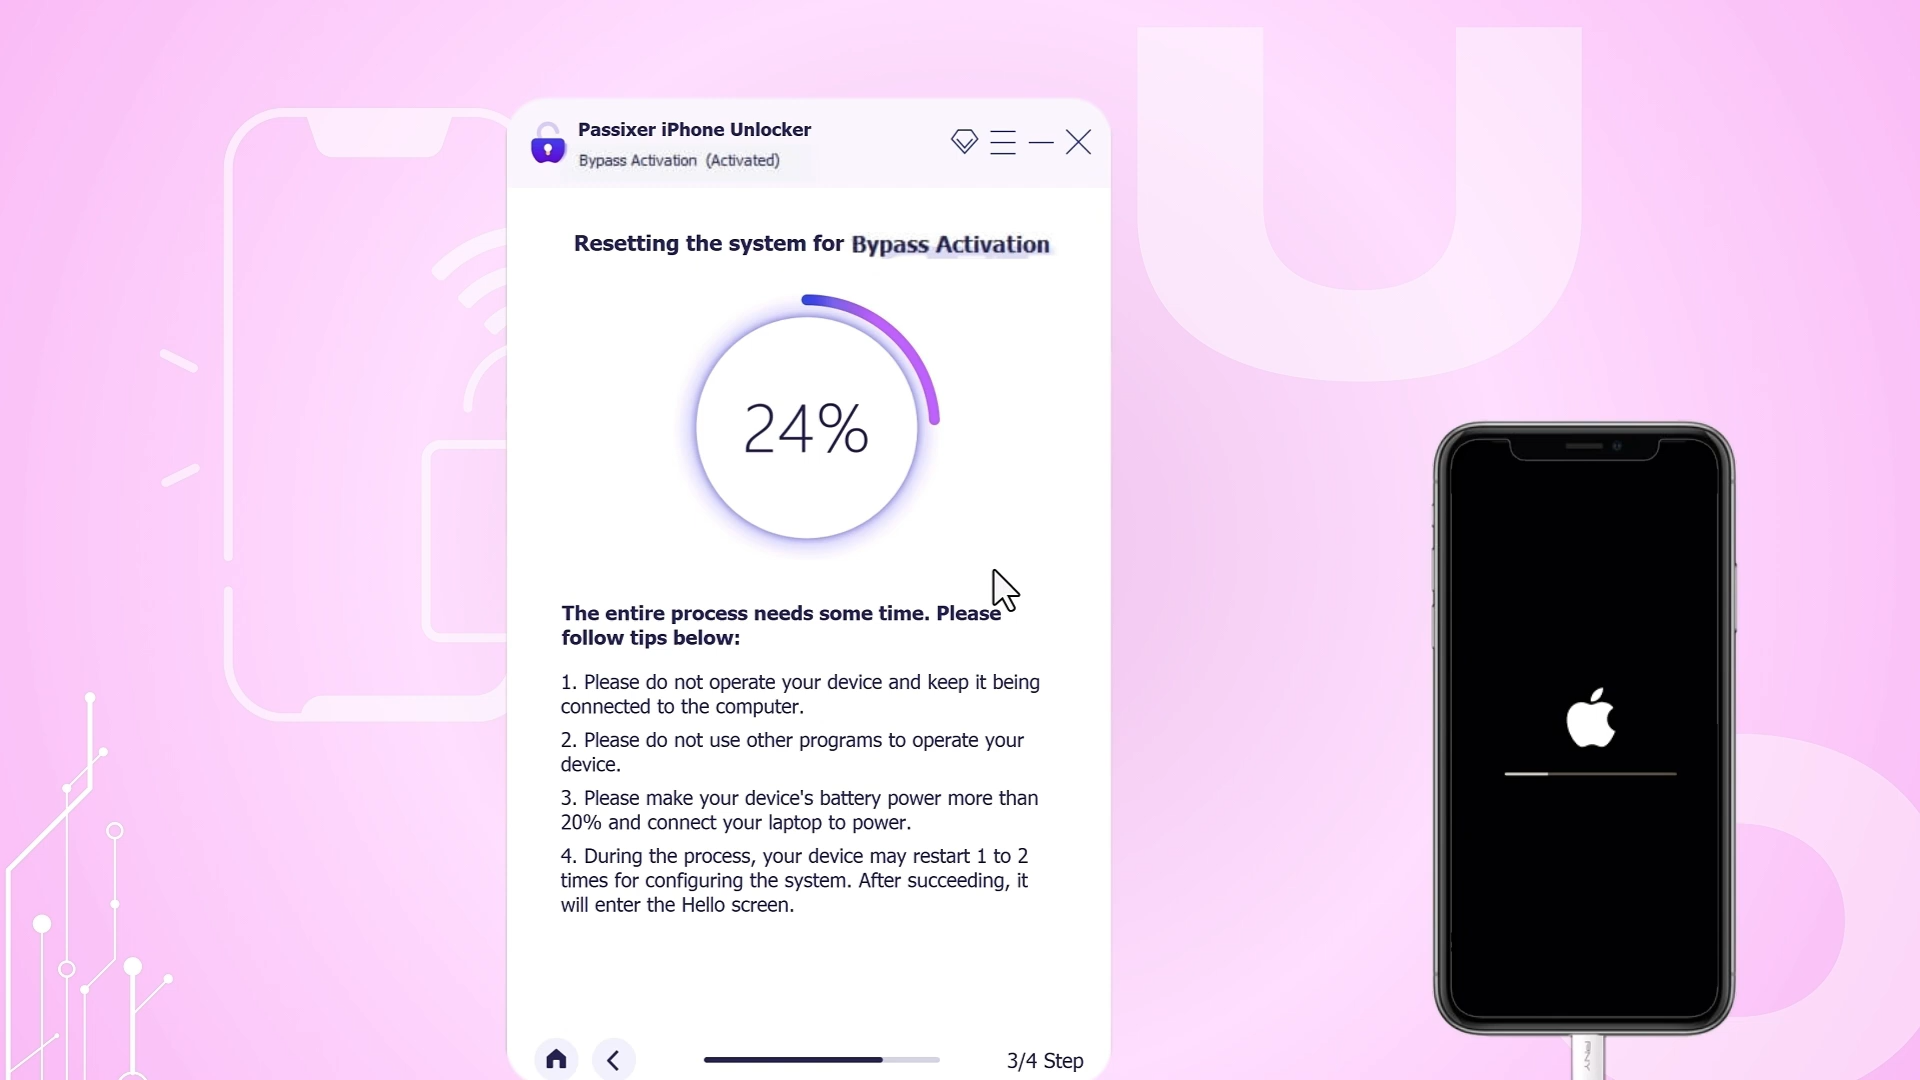 Passixer iPhone Unlocker
Bypass Activation (Activated)
Resetting the system for Bypass Activation
24%
The entire process needs some time. Please
follow tips below:
1. Please do not operate your device and keep it being
connected to the computer.
2. Please do not use other programs to operate your
device.
3. Please make your device's battery power more than
20% and connect your laptop to power.
4. During the process, your device may restart 1 to 2
times for configuring the system. After succeeding, it
will enter the Hello screen.
3/4 Step